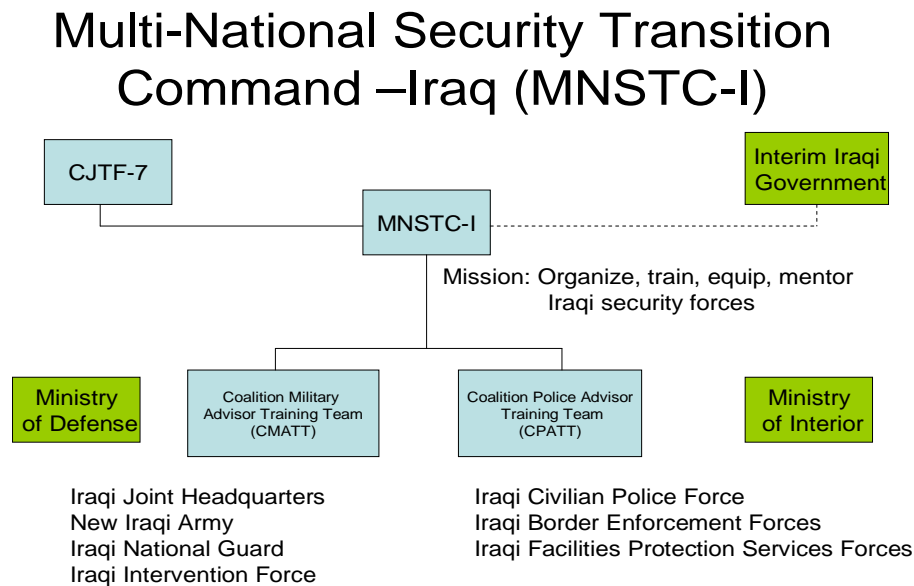 Multi-National Security Transition
Command –Iraq (MNSTC-I)
CJTF-7
Interim Iraqi
Government
MNSTC-I
Mission: Organize, train, equip, mentor
Iraqi security forces
Ministry
of Defense
Coalition Military
Advisor Training Team
(CMATT)
Coalition Police Advisor
Training Team
(CPATT)
Ministry
of Interior
Iraqi Joint Headquarters
New Iraqi Army
Iraqi National Guard
Iraqi Intervention Force
Iraqi Civilian Police Force
Iraqi Border Enforcement Forces
Iraqi Facilities Protection Services Forces